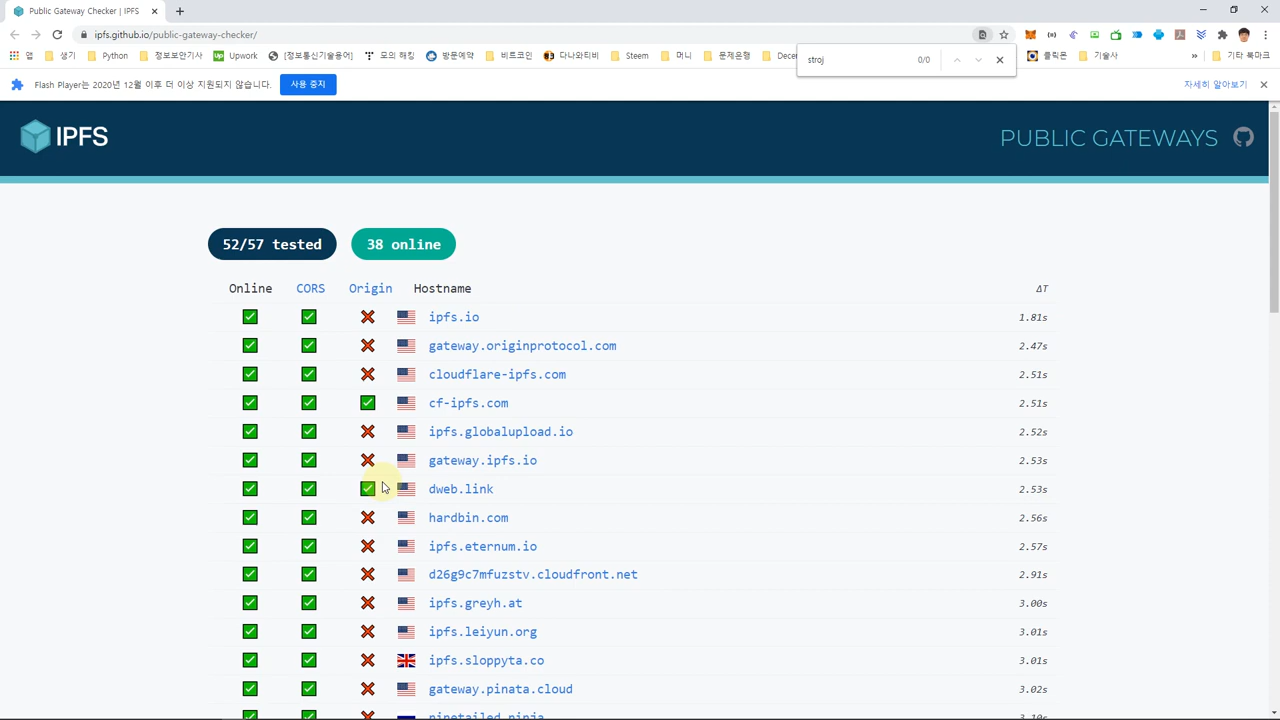 Public Gateway Checker | IPFS
ipfs.github.io/public-gateway-checker/
앱 생기 Python 정보보안기사 Upwork [정보통신기술용어] 모의 해킹 방문예약 비트코인 다나와티비 Steem 머니 문제은행 Decer 클릭폰 기술사 » 기타 북마크
stroj 0/0
Flash Player는 2020년 12월 이후 더 이상 지원되지 않습니다. 사용 중지 자세히 알아보기
IPFS PUBLIC GATEWAYS
52/57 tested 38 online
Online CORS Origin Hostname ΔT
ipfs.io 1.81s
gateway.originprotocol.com 2.47s
cloudflare-ipfs.com 2.51s
cf-ipfs.com 2.51s
ipfs.globalupload.io 2.52s
gateway.ipfs.io 2.53s
dweb.link 2.53s
hardbin.com 2.56s
ipfs.eternum.io 2.57s
d26g9c7mfuzstv.cloudfront.net 2.91s
ipfs.greyh.at 3.00s
ipfs.leiyun.org 3.01s
ipfs.sloppyta.co 3.01s
gateway.pinata.cloud 3.02s
ninetailed.ninja 3.10s